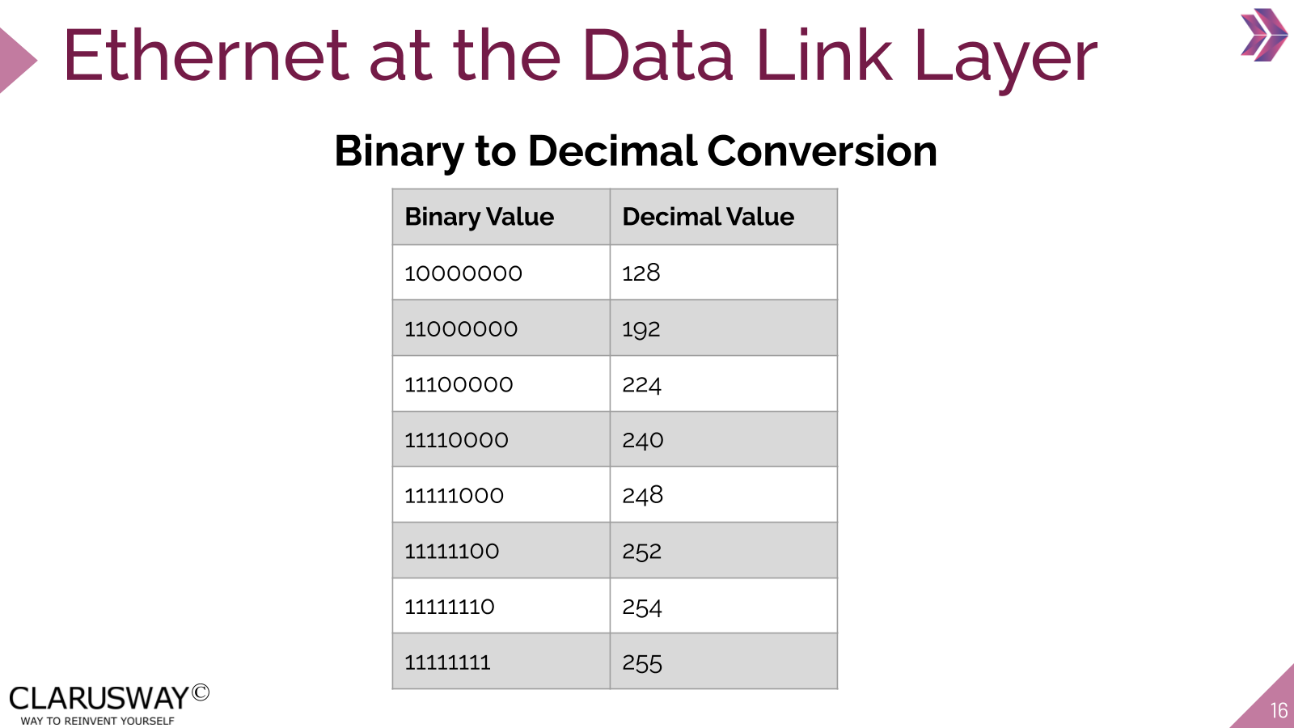 Ethernet at the Data Link Layer
Binary to Decimal Conversion
Binary Value Decimal Value
10000000 128
11000000 192
11100000 224
11110000 240
11111000 248
11111100 252
11111110 254
11111111 255
CLARUSWAY©
WAY TO REINVENT YOURSELF
16